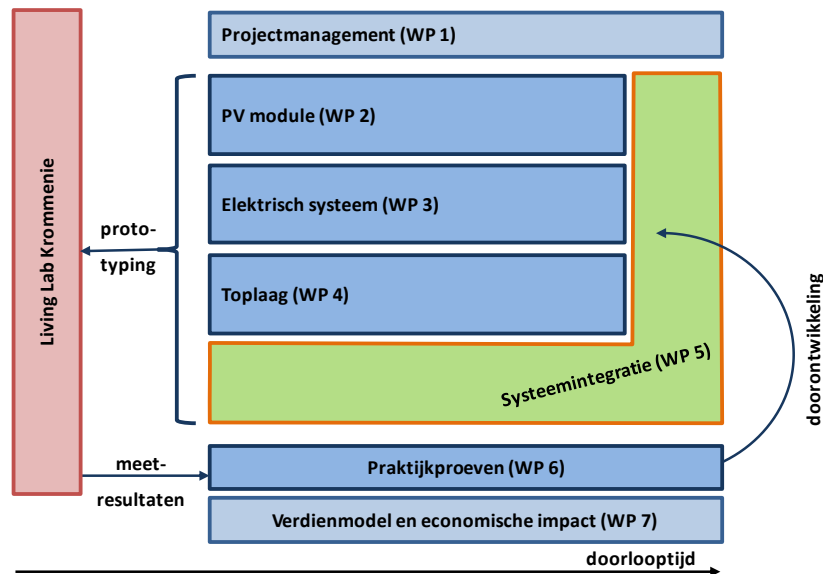 Projectmanagement (WP 1)
PV module (WP 2)
Elektrisch systeem (WP 3)
Toplaag (WP 4)
Systeemintegratie (WP 5)
Living Lab Krommenie
proto-
typing
doorontwikkeling
meet-
resultaten
Praktijkproeven (WP 6)
Verdienmodel en economische impact (WP 7)
doorlooptijd